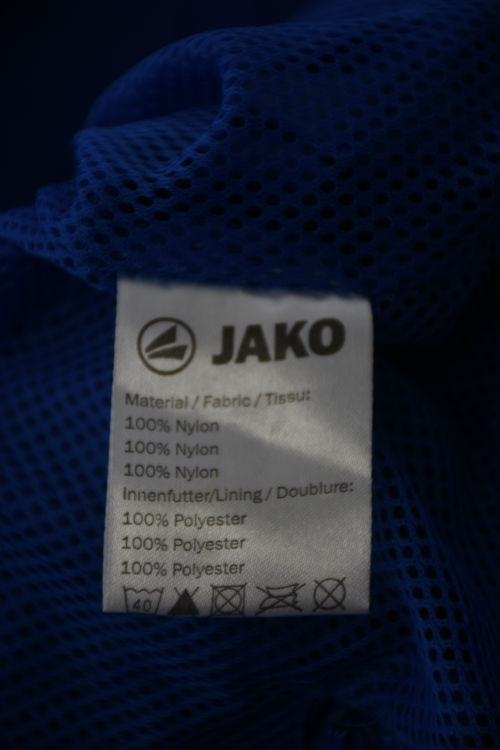 JAKO
Material / Fabric / Tissu:
100% Nylon
100% Nylon
100% Nylon
Innenfutter/Lining / Doublure:
100% Polyester
100% Polyester
100% Polyester
40